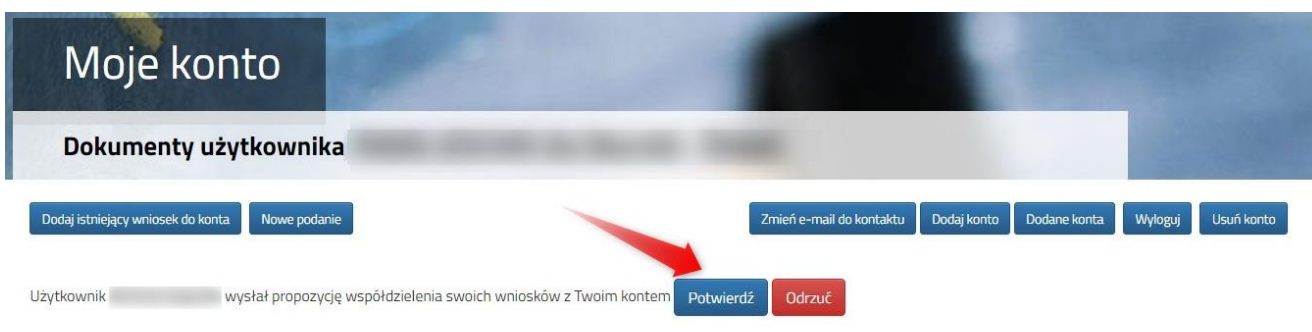 Moje konto
Dokumenty użytkownika
Dodaj istniejący wniosek do konta Nowe podanie Zmień e-mail do kontaktu Dodaj konto Dodane konta Wyloguj Usuń konto
Użytkownik wysłał propozycję współdzielenia swoich wniosków z Twoim kontem Potwierdź Odrzuć